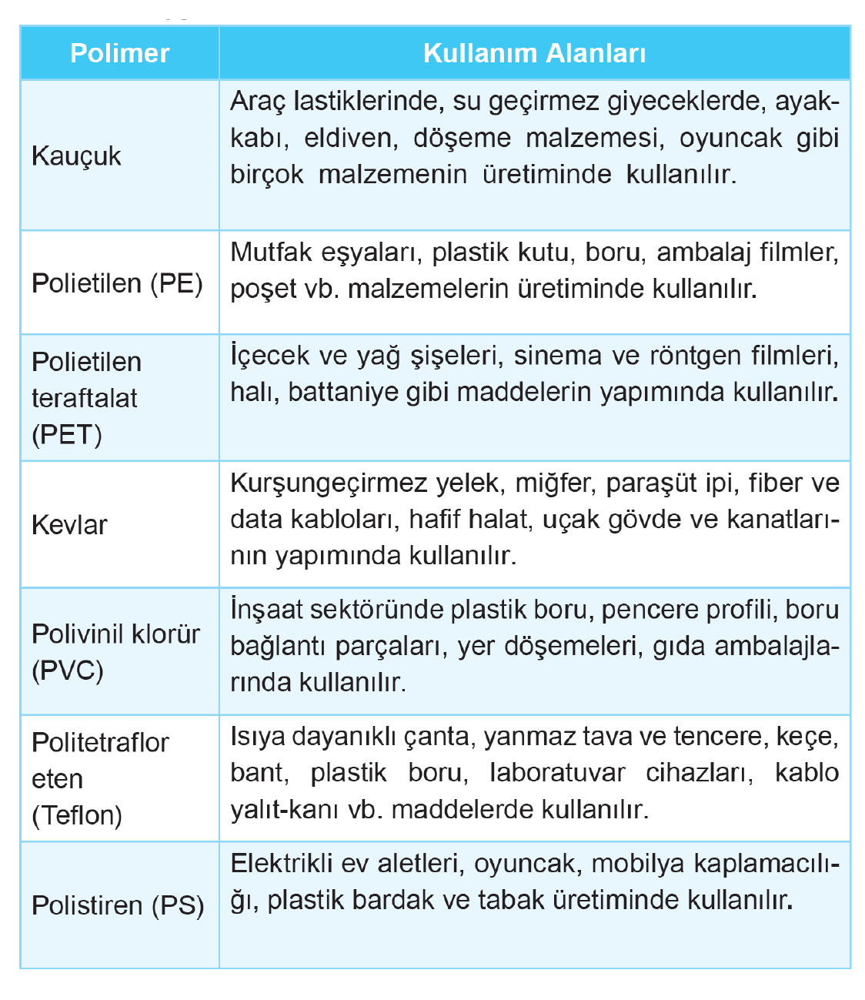 Polimer
Kullanım Alanları
Kauçuk
Araç lastiklerinde, su geçirmez giyeceklerde, ayak-
kabı, eldiven, döşeme malzemesi, oyuncak gibi
birçok malzemenin üretiminde kullanılır.
Polietilen (PE)
Mutfak eşyaları, plastik kutu, boru, ambalaj filmler,
poşet vb. malzemelerin üretiminde kullanılır.
Polietilen
teraftalat
(PET)
İçecek ve yağ şişeleri, sinema ve röntgen filmleri,
halı, battaniye gibi maddelerin yapımında kullanılır.
Kevlar
Kurşungeçirmez yelek, miğfer, paraşüt ipi, fiber ve
data kabloları, hafif halat, uçak gövde ve kanatları-
nın yapımında kullanılır.
Polivinil klorür
(PVC)
İnşaat sektöründe plastik boru, pencere profili, boru
bağlantı parçaları, yer döşemeleri, gıda ambalajla-
rında kullanılır.
Politetraflor
eten
(Teflon)
Isıya dayanıklı çanta, yanmaz tava ve tencere, keçe,
bant, plastik boru, laboratuvar cihazları, kablo
yalıt-kanı vb. maddelerde kullanılır.
Polistiren (PS)
Elektrikli ev aletleri, oyuncak, mobilya kaplamacılı-
ğı, plastik bardak ve tabak üretiminde kullanılır.